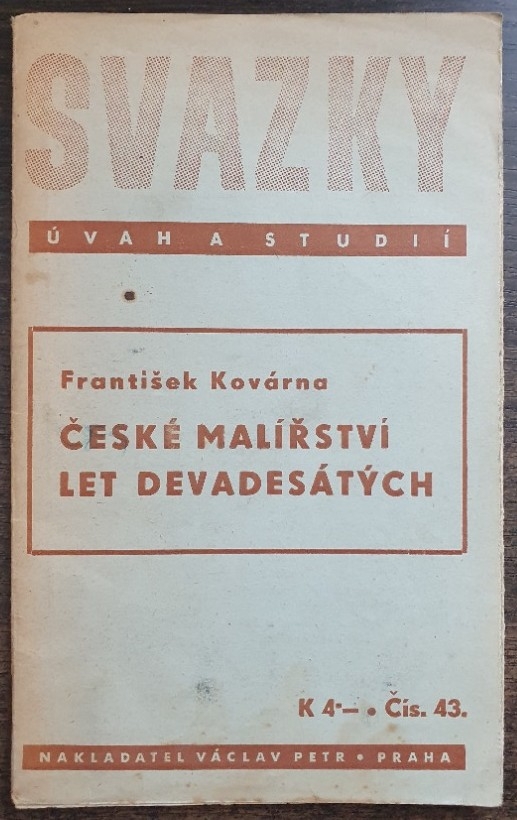 SVAZKY
ÚVAH A STUDIÍ
František Kovárna
ČESKÉ MALÍŘSTVÍ
LET DEVADESÁTÝCH
K 4·— • Čís. 43.
NAKLADATEL VÁCLAV PETR • PRAHA